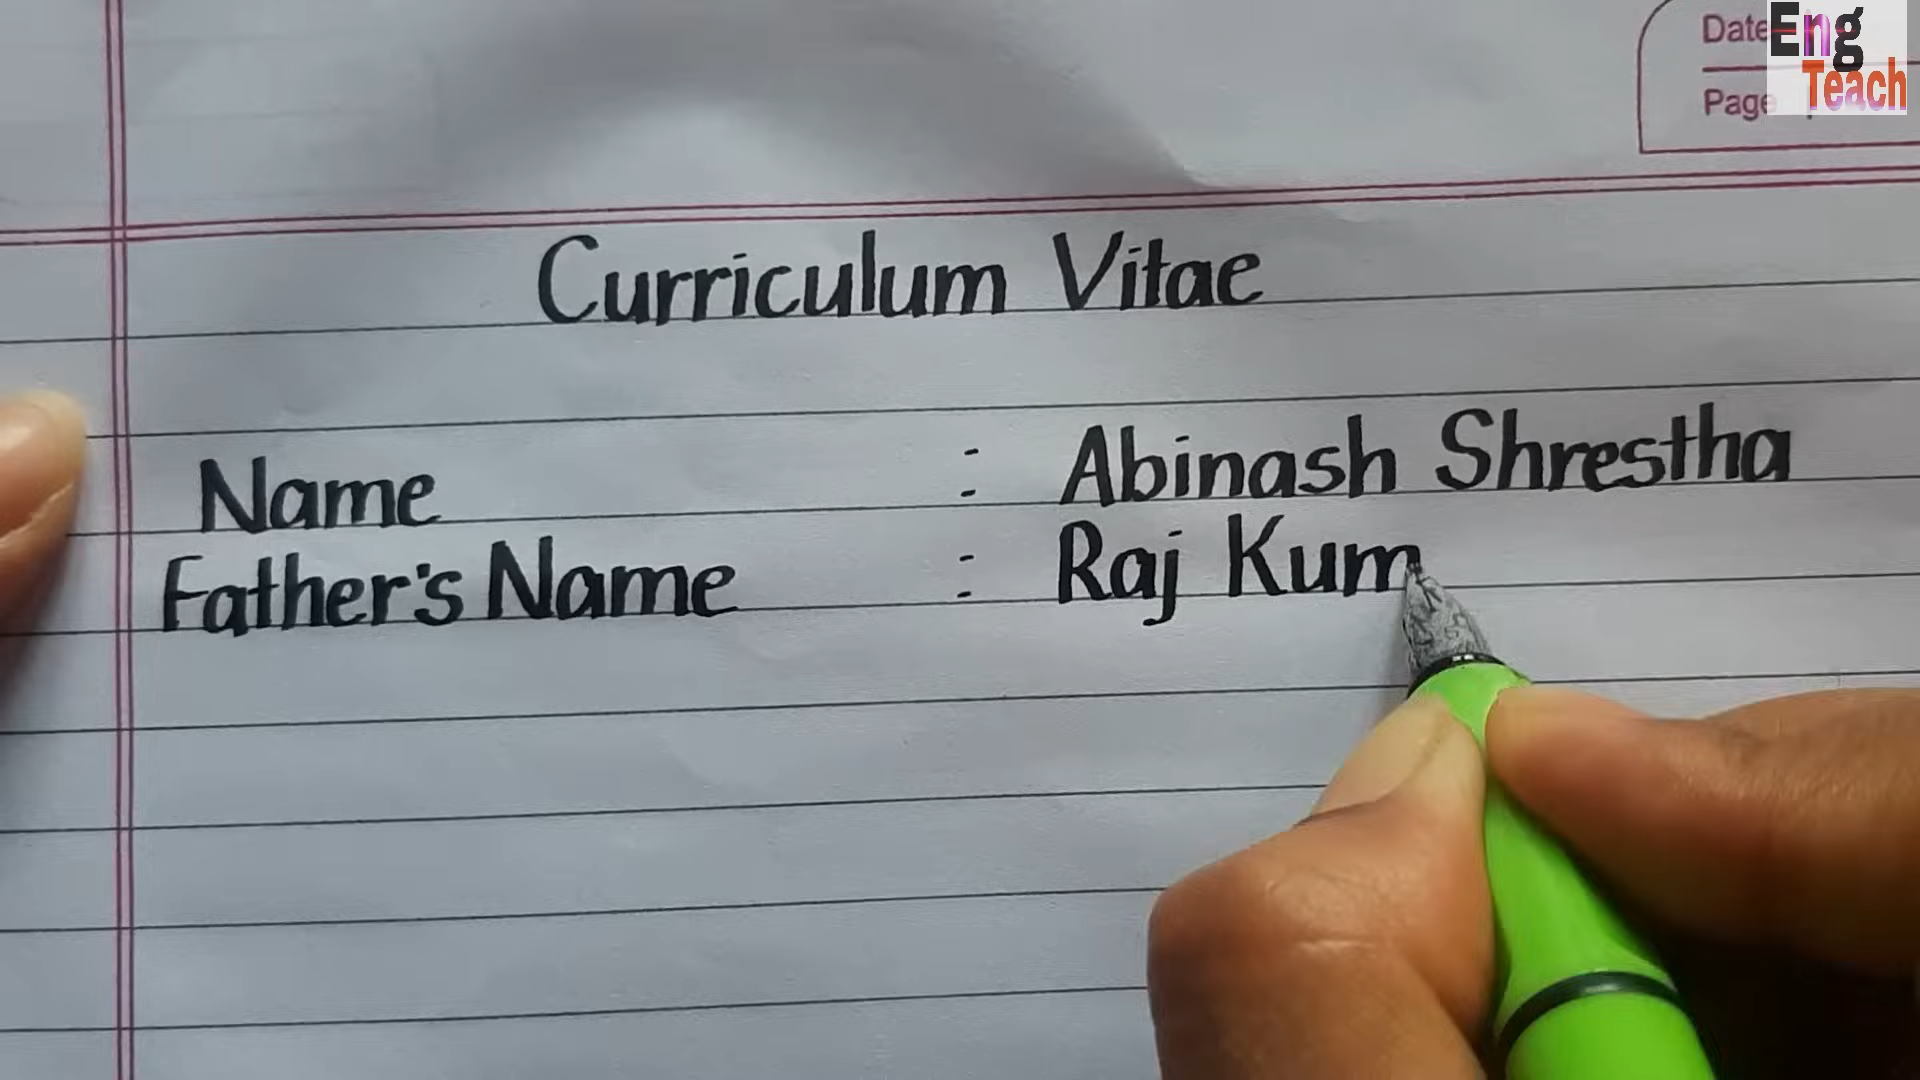 Date
Page
Eng
Teach
Curriculum Vitae
Name : Abinash Shrestha
Father's Name : Raj Kum